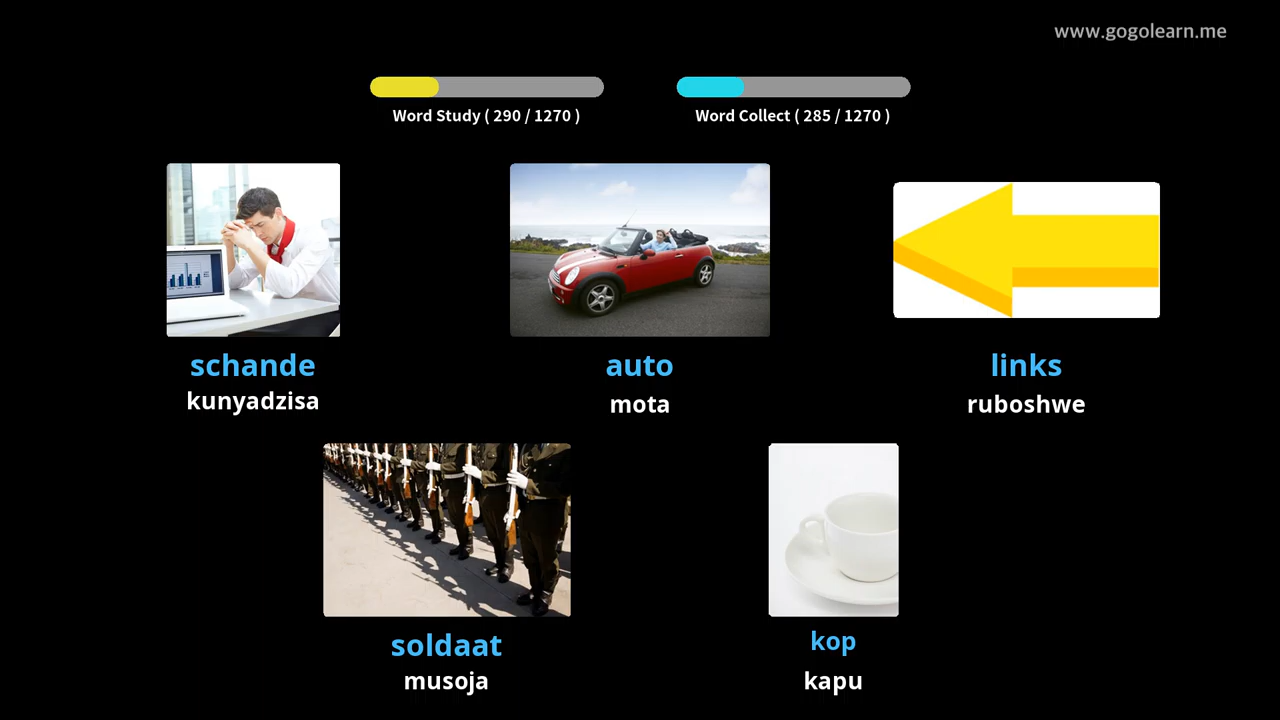 www.gogolearn.me
Word Study ( 290 / 1270 )
Word Collect ( 285 / 1270 )
schande
kunyadzisa
auto
mota
links
ruboshwe
soldaat
musoja
kop
kapu